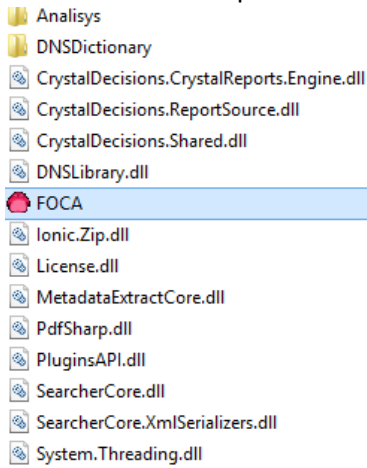 Analisys
DNSDictionary
CrystalDecisions.CrystalReports.Engine.dll
CrystalDecisions.ReportSource.dll
CrystalDecisions.Shared.dll
DNSLibrary.dll
FOCA
Ionic.Zip.dll
License.dll
MetadataExtractCore.dll
PdfSharp.dll
PluginsAPI.dll
SearcherCore.dll
SearcherCore.XmlSerializers.dll
System.Threading.dll